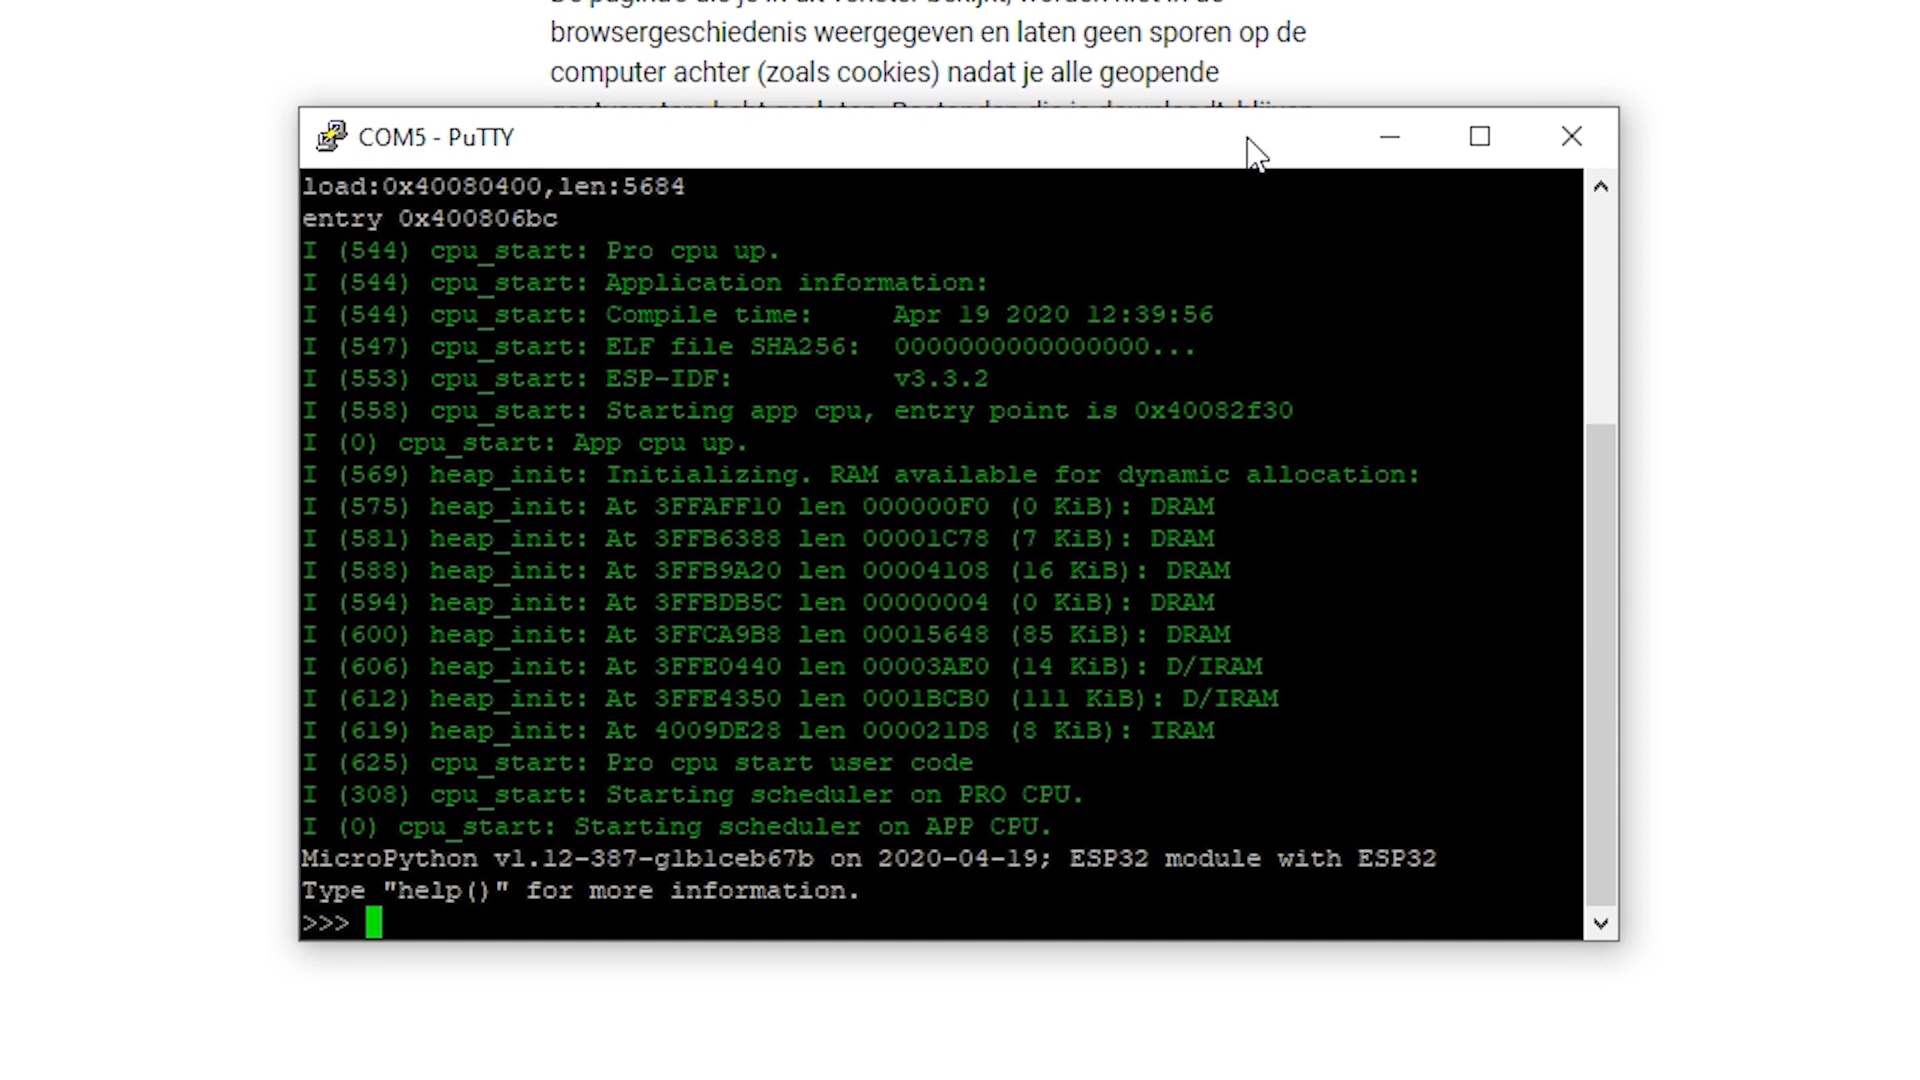 browsergeschiedenis weergegeven en laten geen sporen op de
computer achter (zoals cookies) nadat je alle geopende
COM5 - PuTTY
load:0x40080400,len:5684
entry 0x400806bc
I (544) cpu_start: Pro cpu up.
I (544) cpu_start: Application information:
I (544) cpu_start: Compile time:     Apr 19 2020 12:39:56
I (547) cpu_start: ELF file SHA256:  0000000000000000...
I (553) cpu_start: ESP-IDF:          v3.3.2
I (558) cpu_start: Starting app cpu, entry point is 0x40082f30
I (0) cpu_start: App cpu up.
I (569) heap_init: Initializing. RAM available for dynamic allocation:
I (575) heap_init: At 3FFAFF10 len 000000F0 (0 KiB): DRAM
I (581) heap_init: At 3FFB6388 len 00001C78 (7 KiB): DRAM
I (588) heap_init: At 3FFB9A20 len 00004108 (16 KiB): DRAM
I (594) heap_init: At 3FFBDB5C len 00000004 (0 KiB): DRAM
I (600) heap_init: At 3FFCA9B8 len 00015648 (85 KiB): DRAM
I (606) heap_init: At 3FFE0440 len 00003AE0 (14 KiB): D/IRAM
I (612) heap_init: At 3FFE4350 len 0001BCB0 (111 KiB): D/IRAM
I (619) heap_init: At 4009DE28 len 000021D8 (8 KiB): IRAM
I (625) cpu_start: Pro cpu start user code
I (308) cpu_start: Starting scheduler on PRO CPU.
I (0) cpu_start: Starting scheduler on APP CPU.
MicroPython v1.12-387-g1b1ceb67b on 2020-04-19; ESP32 module with ESP32
Type "help()" for more information.
>>>